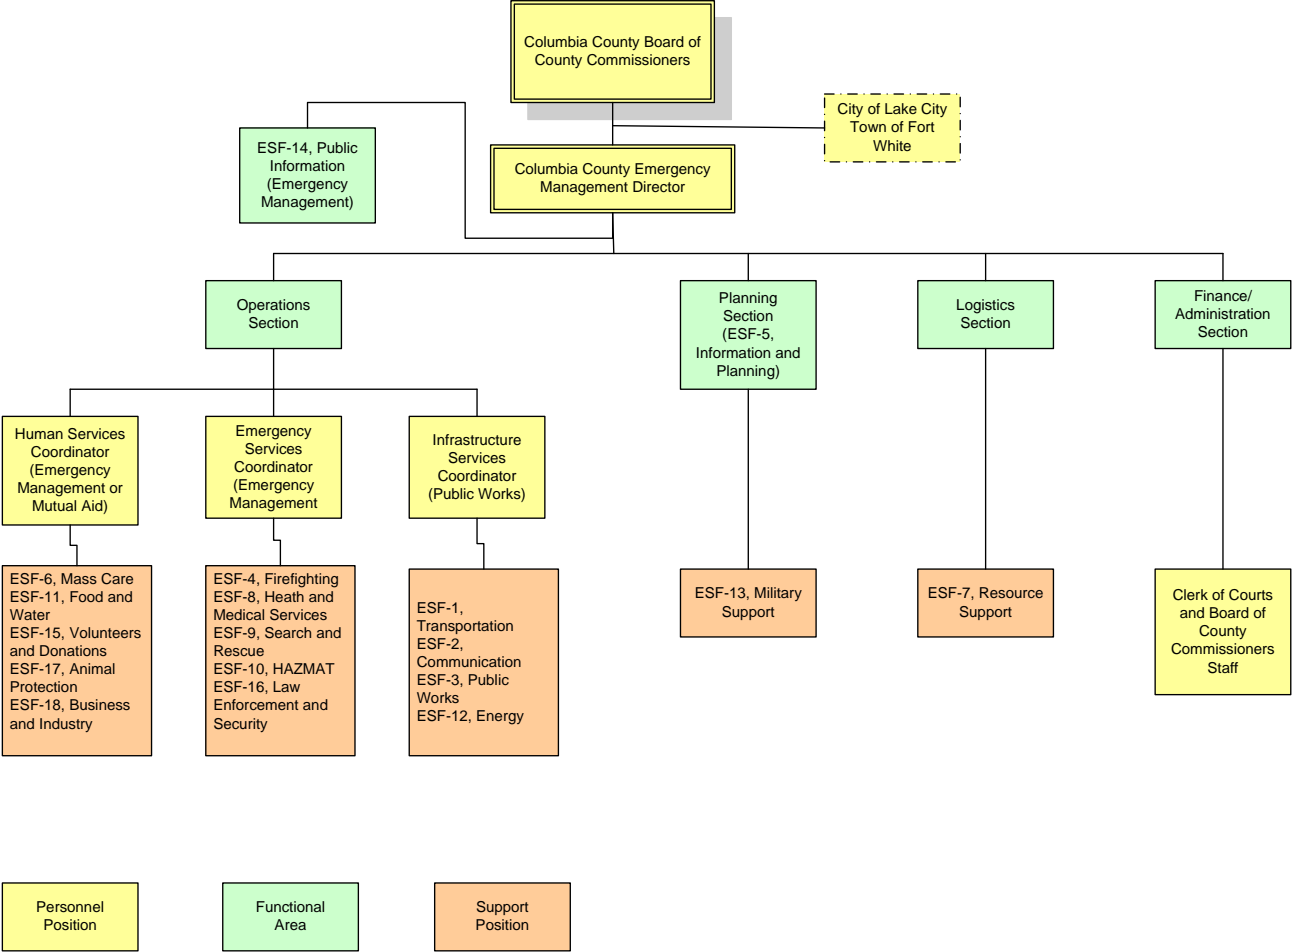 Columbia County Board of
County Commissioners
City of Lake City
Town of Fort
White
ESF-14, Public
Information
(Emergency
Management)
Columbia County Emergency
Management Director
Operations
Section
Planning
Section
(ESF-5,
Information and
Planning)
Logistics
Section
Finance/
Administration
Section
Human Services
Coordinator
(Emergency
Management or
Mutual Aid)
Emergency
Services
Coordinator
(Emergency
Management
Infrastructure
Services
Coordinator
(Public Works)
ESF-6, Mass Care
ESF-11, Food and
Water
ESF-15, Volunteers
and Donations
ESF-17, Animal
Protection
ESF-18, Business
and Industry
ESF-4, Firefighting
ESF-8, Heath and
Medical Services
ESF-9, Search and
Rescue
ESF-10, HAZMAT
ESF-16, Law
Enforcement and
Security
ESF-1,
Transportation
ESF-2,
Communication
ESF-3, Public
Works
ESF-12, Energy
ESF-13, Military
Support
ESF-7, Resource
Support
Clerk of Courts
and Board of
County
Commissioners
Staff
Personnel
Position
Functional
Area
Support
Position